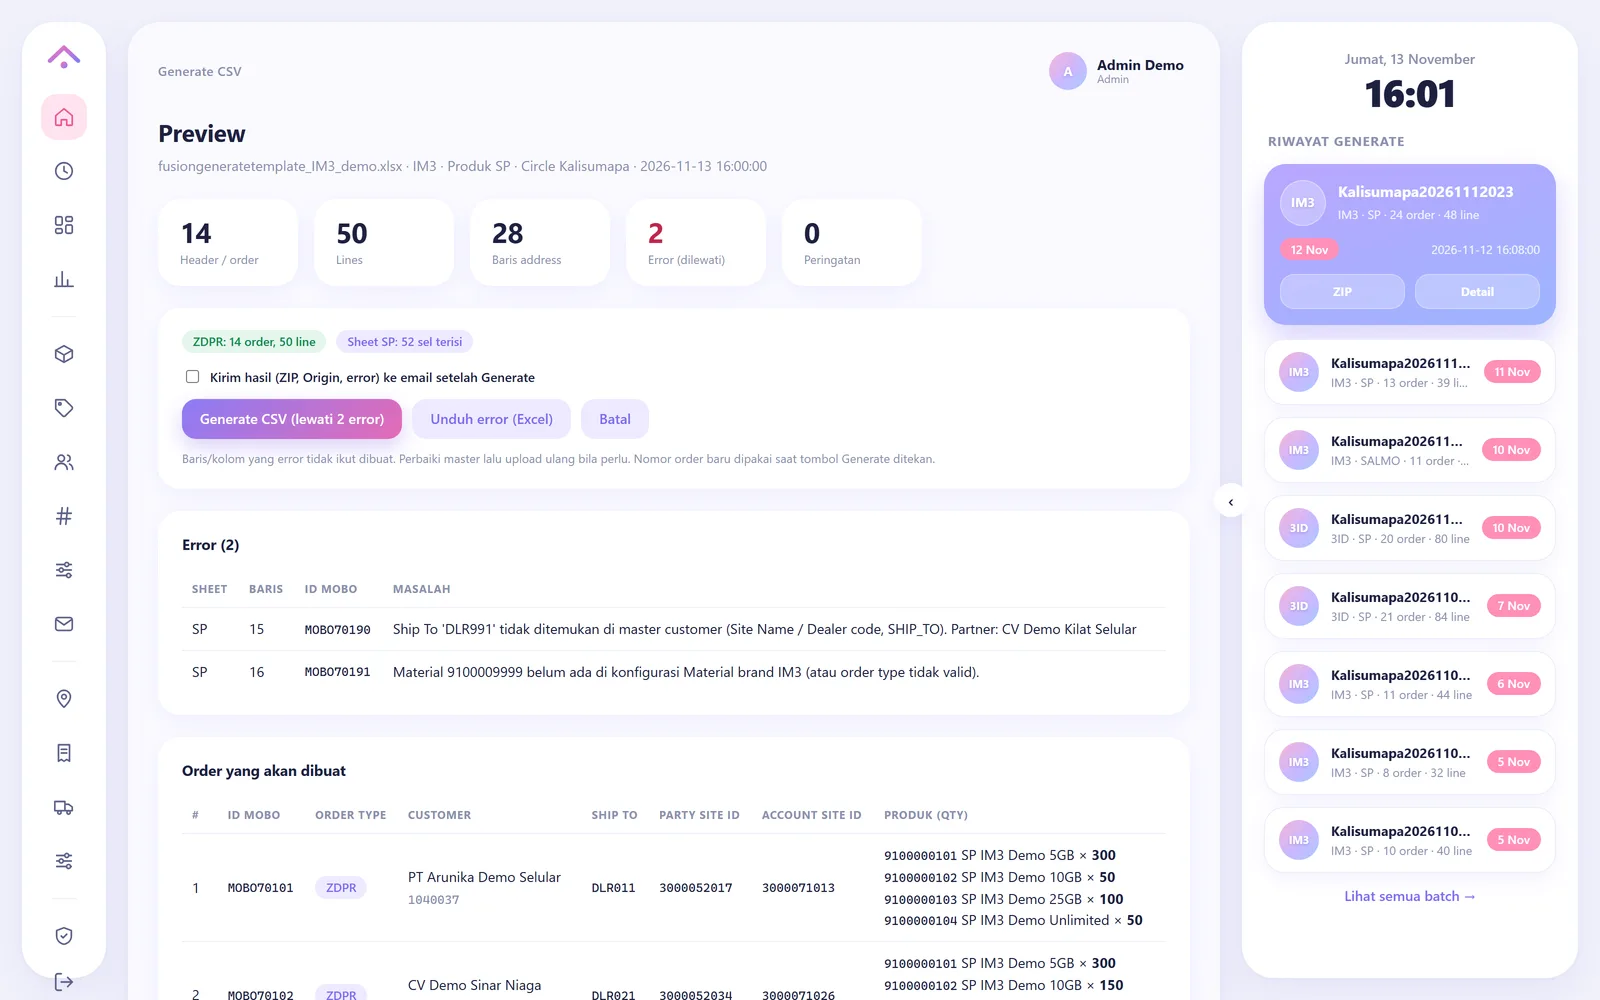 Generate CSV
A
Admin Demo
Admin
Preview
fusiongeneratetemplate_IM3_demo.xlsx · IM3 · Produk SP · Circle Kalisumapa · 2026-11-13 16:00:00
14
Header / order
50
Lines
28
Baris address
2
Error (dilewati)
0
Peringatan
ZDPR: 14 order, 50 line
Sheet SP: 52 sel terisi
Kirim hasil (ZIP, Origin, error) ke email setelah Generate
Generate CSV (lewati 2 error)
Unduh error (Excel)
Batal
Baris/kolom yang error tidak ikut dibuat. Perbaiki master lalu upload ulang bila perlu. Nomor order baru dipakai saat tombol Generate ditekan.
Error (2)
SHEET BARIS ID MOBO MASALAH
SP 15 MOBO70190 Ship To 'DLR991' tidak ditemukan di master customer (Site Name / Dealer code, SHIP_TO). Partner: CV Demo Kilat Selular
SP 16 MOBO70191 Material 9100009999 belum ada di konfigurasi Material brand IM3 (atau order type tidak valid).
Order yang akan dibuat
# ID MOBO ORDER TYPE CUSTOMER SHIP TO PARTY SITE ID ACCOUNT SITE ID PRODUK (QTY)
1 MOBO70101 ZDPR PT Arunika Demo Selular 1040037 DLR011 3000052017 3000071013
9100000101 SP IM3 Demo 5GB × 300
9100000102 SP IM3 Demo 10GB × 50
9100000103 SP IM3 Demo 25GB × 100
9100000104 SP IM3 Demo Unlimited × 50
2 MOBO70102 ZDPR CV Demo Sinar Niaga DLR021 3000052034 3000071026
9100000101 SP IM3 Demo 5GB × 300
9100000102 SP IM3 Demo 10GB × 150
‹
Jumat, 13 November
16:01
RIWAYAT GENERATE
IM3
Kalisumapa20261112023
IM3 · SP · 24 order · 48 line
12 Nov
2026-11-12 16:08:00
ZIP
Detail
IM3
Kalisumapa2026111...
IM3 · SP · 13 order · 39 li...
11 Nov
IM3
Kalisumapa20261​1...
IM3 · SALMO · 11 order ·...
10 Nov
3ID
Kalisumapa202611...
3ID · SP · 20 order · 80 line
10 Nov
3ID
Kalisumapa2026110...
3ID · SP · 21 order · 84 line
7 Nov
IM3
Kalisumapa2026110...
IM3 · SP · 11 order · 44 line
6 Nov
IM3
Kalisumapa2026110...
IM3 · SP · 8 order · 32 line
5 Nov
IM3
Kalisumapa2026110...
IM3 · SP · 10 order · 40 line
5 Nov
Lihat semua batch →